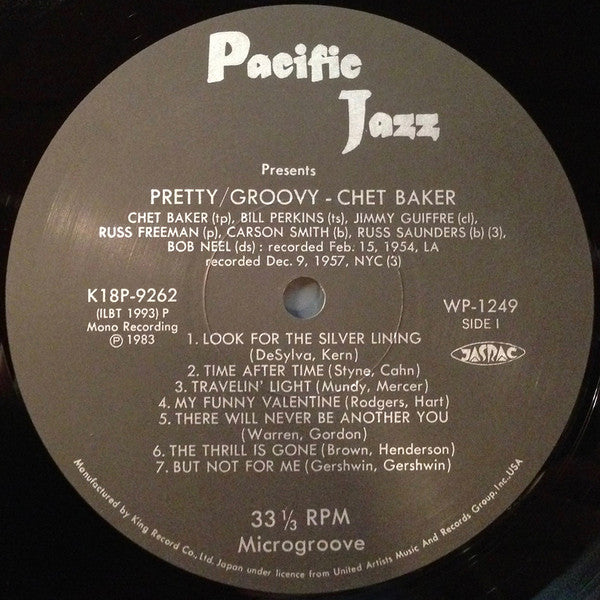 Pacific
Jazz
Presents
PRETTY/GROOVY - CHET BAKER
CHET BAKER (tp), BILL PERKINS (ts), JIMMY GUIFFRE (cl),
RUSS FREEMAN (p), CARSON SMITH (b), RUSS SAUNDERS (b) (3),
BOB NEEL (ds) : recorded Feb. 15, 1954, LA
recorded Dec. 9, 1957, NYC (3)
K18P-9262
(ILBT 1993) P
Mono Recording
℗ 1983
WP-1249
SIDE I
JASRAC
1. LOOK FOR THE SILVER LINING
(DeSylva, Kern)
2. TIME AFTER TIME (Styne, Cahn)
3. TRAVELIN' LIGHT (Mundy, Mercer)
4. MY FUNNY VALENTINE (Rodgers, Hart)
5. THERE WILL NEVER BE ANOTHER YOU
(Warren, Gordon)
6. THE THRILL IS GONE (Brown, Henderson)
7. BUT NOT FOR ME (Gershwin, Gershwin)
33 1/3 RPM
Microgroove
Manufactured by King Record Co., Ltd. Japan under licence from United Artists Music And Records Group, Inc. USA